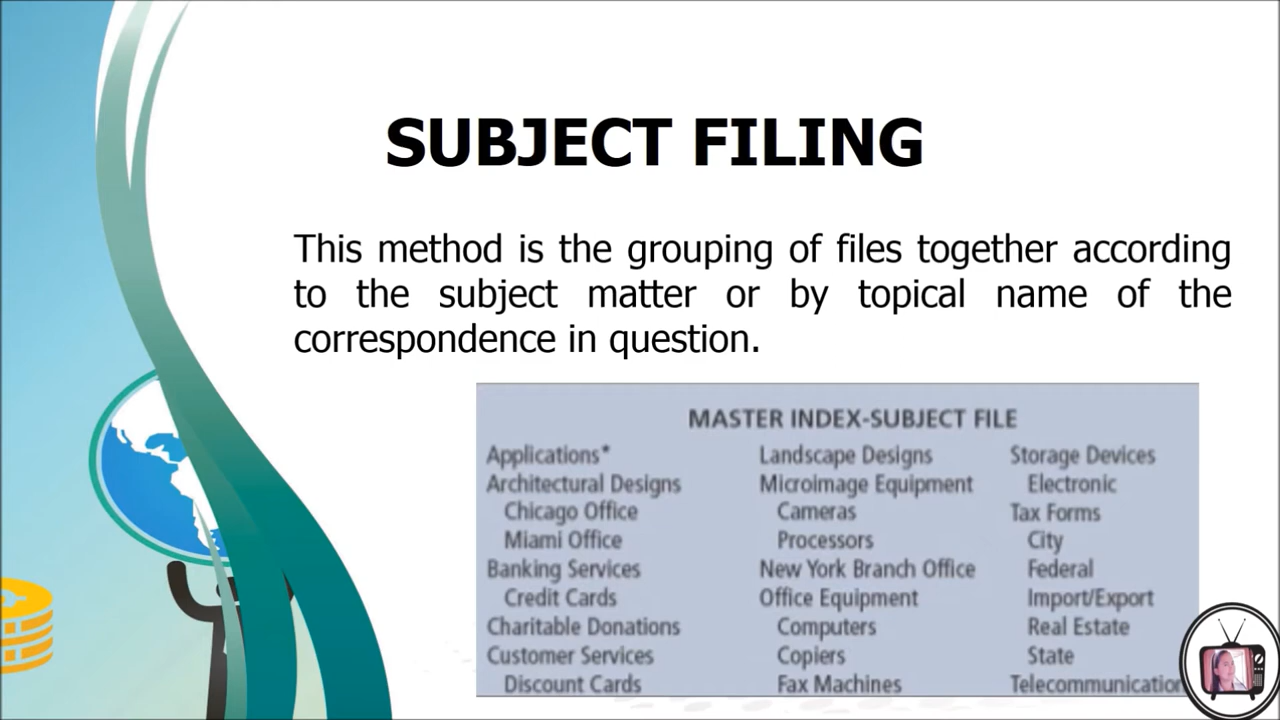 SUBJECT FILING
This method is the grouping of files together according
to the subject matter or by topical name of the
correspondence in question.
MASTER INDEX-SUBJECT FILE
Applications*
Architectural Designs
Chicago Office
Miami Office
Banking Services
Credit Cards
Charitable Donations
Customer Services
Discount Cards
Landscape Designs
Microimage Equipment
Cameras
Processors
New York Branch Office
Office Equipment
Computers
Copiers
Fax Machines
Storage Devices
Electronic
Tax Forms
City
Federal
Import/Export
Real Estate
State
Telecommunication